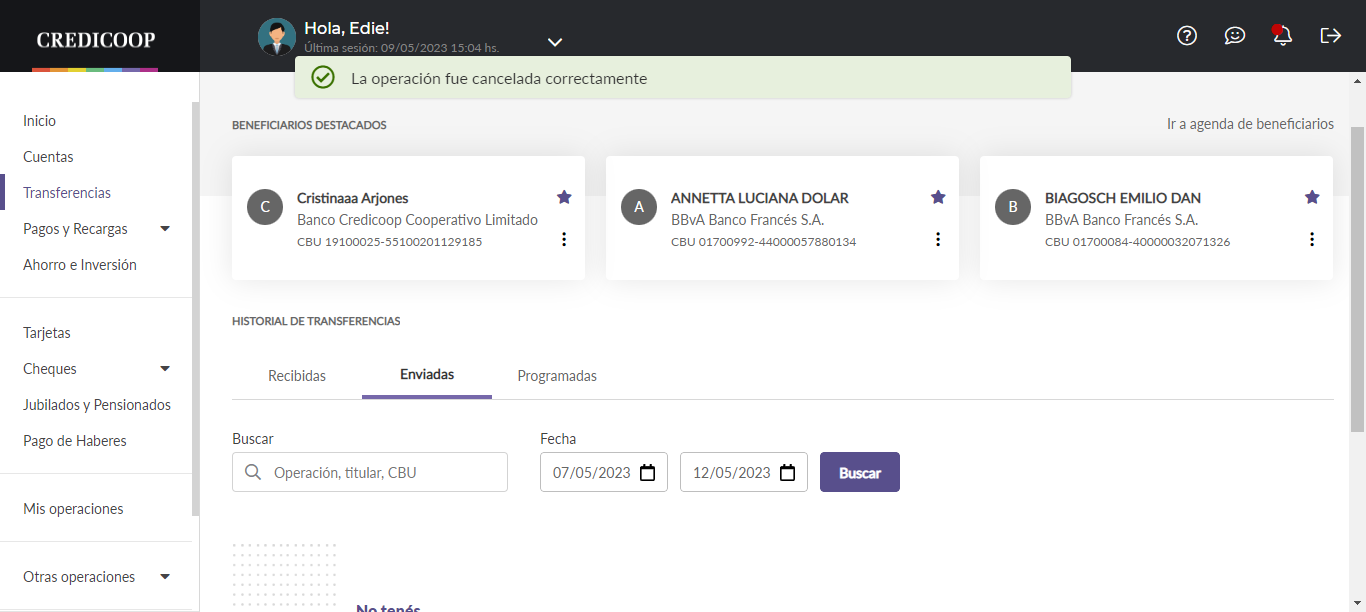 CREDICOOP
Hola, Edie!
Última sesión: 09/05/2023 15:04 hs.
La operación fue cancelada correctamente
Inicio
Cuentas
Transferencias
Pagos y Recargas
Ahorro e Inversión
Tarjetas
Cheques
Jubilados y Pensionados
Pago de Haberes
Mis operaciones
Otras operaciones
BENEFICIARIOS DESTACADOS
Ir a agenda de beneficiarios
C
Cristinaaa Arjones
Banco Credicoop Cooperativo Limitado
CBU 19100025-55100201129185
A
ANNETTA LUCIANA DOLAR
BBvA Banco Francés S.A.
CBU 01700992-44000057880134
B
BIAGOSCH EMILIO DAN
BBvA Banco Francés S.A.
CBU 01700084-40000032071326
HISTORIAL DE TRANSFERENCIAS
Recibidas
Enviadas
Programadas
Buscar
Operación, titular, CBU
Fecha
07/05/2023
12/05/2023
Buscar
No tenés